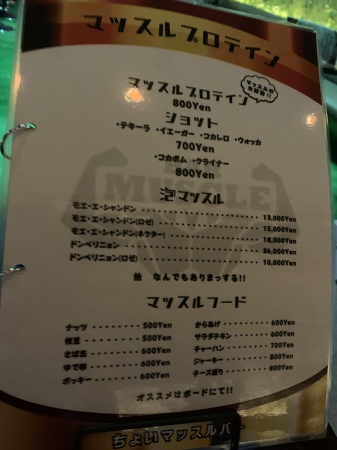 マッスルプロテイン
マッスルプロテイン
800Yen
ショット
・テキーラ ・イエーガー ・コカレロ ・ウォッカ
700Yen
・コカボム ・クライナー
800Yen
MUSCLE
泡マッスル
モエ・エ・シャンドン 13,000Yen
モエ・エ・シャンドン(ロゼ) 15,000Yen
モエ・エ・シャンドン(ネクター) 18,000Yen
ドンペリニョン 36,000Yen
ドンペリニョン(ロゼ) 10,000Yen
他 なんでもありまっする!!
マッスルフード
ナッツ 500Yen
枝豆 500Yen
さば缶 600Yen
ゆで卵 600Yen
ポッキー 600Yen
からあげ 600Yen
サラダチキン 600Yen
チャーハン 700Yen
ジャーキー 800Yen
チーズ盛り 800Yen
オススメはボードにて!!
ちょいマッスルバー